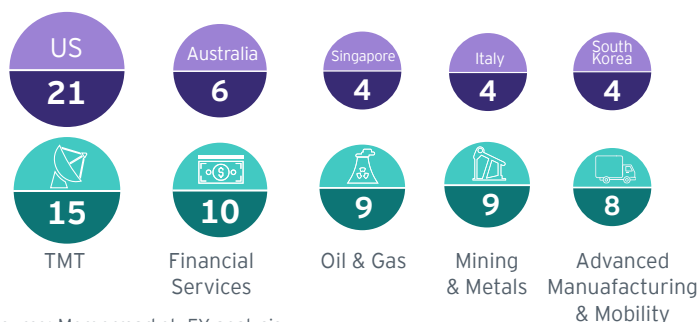 US
21
Australia
6
Singapore
4
Italy
4
South
Korea
4
15
10
9
9
8
TMT
Financial
Services
Oil & Gas
Mining
& Metals
Advanced
Manuafacturing
& Mobility